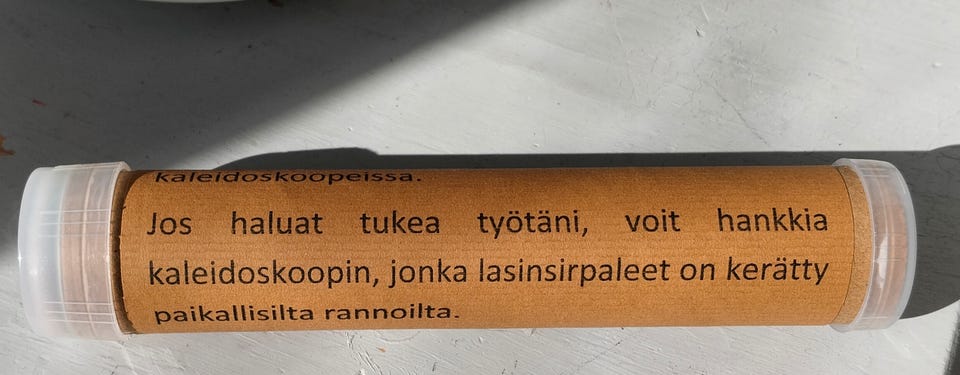 kaleidoskoopeissa.
Jos haluat tukea työtäni, voit hankkia
kaleidoskoopin, jonka lasinsirpaleet on kerätty
paikallisilta rannoilta.